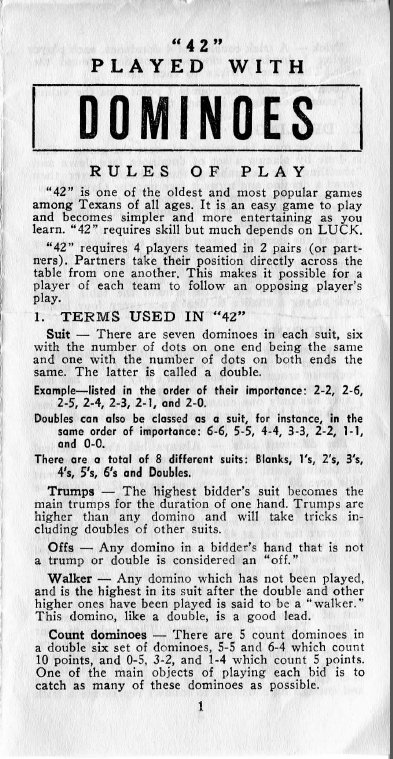 "42"
PLAYED WITH
DOMINOES
RULES OF PLAY
"42" is one of the oldest and most popular games
among Texans of all ages. It is an easy game to play
and becomes simpler and more entertaining as you
learn. "42" requires skill but much depends on LUCK.
"42" requires 4 players teamed in 2 pairs (or part-
ners). Partners take their position directly across the
table from one another. This makes it possible for a
player of each team to follow an opposing player's
play.
1. TERMS USED IN "42"
Suit — There are seven dominoes in each suit, six
with the number of dots on one end being the same
and one with the number of dots on both ends the
same. The latter is called a double.
Example—listed in the order of their importance: 2-2, 2-6,
2-5, 2-4, 2-3, 2-1, and 2-0.
Doubles can also be classed as a suit, for instance, in the
same order of importance: 6-6, 5-5, 4-4, 3-3, 2-2, 1-1,
and 0-0.
There are a total of 8 different suits: Blanks, 1's, 2's, 3's,
4's, 5's, 6's and Doubles.
Trumps — The highest bidder's suit becomes the
main trumps for the duration of one hand. Trumps are
higher than any domino and will take tricks in-
cluding doubles of other suits.
Offs — Any domino in a bidder's hand that is not
a trump or double is considered an "off."
Walker — Any domino which has not been played,
and is the highest in its suit after the double and other
higher ones have been played is said to be a "walker."
This domino, like a double, is a good lead.
Count dominoes — There are 5 count dominoes in
a double six set of dominoes, 5-5 and 6-4 which count
10 points, and 0-5, 3-2, and 1-4 which count 5 points.
One of the main objects of playing each bid is to
catch as many of these dominoes as possible.
1